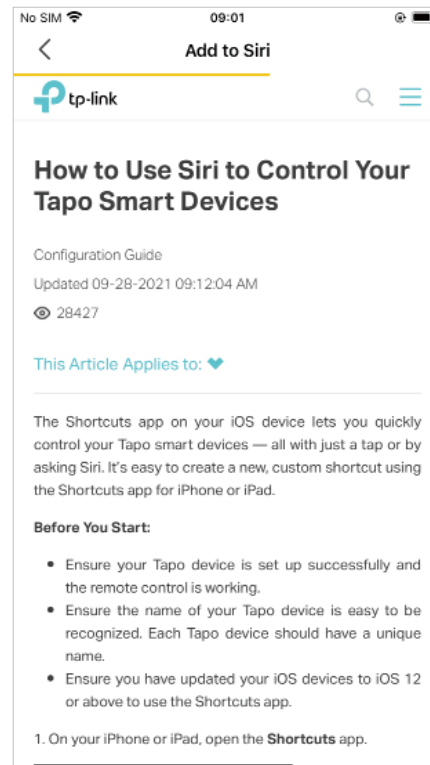 No SIM 09:01
Add to Siri
tp-link
How to Use Siri to Control Your
Tapo Smart Devices
Configuration Guide
Updated 09-28-2021 09:12:04 AM
28427
This Article Applies to:
The Shortcuts app on your iOS device lets you quickly
control your Tapo smart devices — all with just a tap or by
asking Siri. It's easy to create a new, custom shortcut using
the Shortcuts app for iPhone or iPad.
Before You Start:
• Ensure your Tapo device is set up successfully and
the remote control is working.
• Ensure the name of your Tapo device is easy to be
recognized. Each Tapo device should have a unique
name.
• Ensure you have updated your iOS devices to iOS 12
or above to use the Shortcuts app.
1. On your iPhone or iPad, open the Shortcuts app.